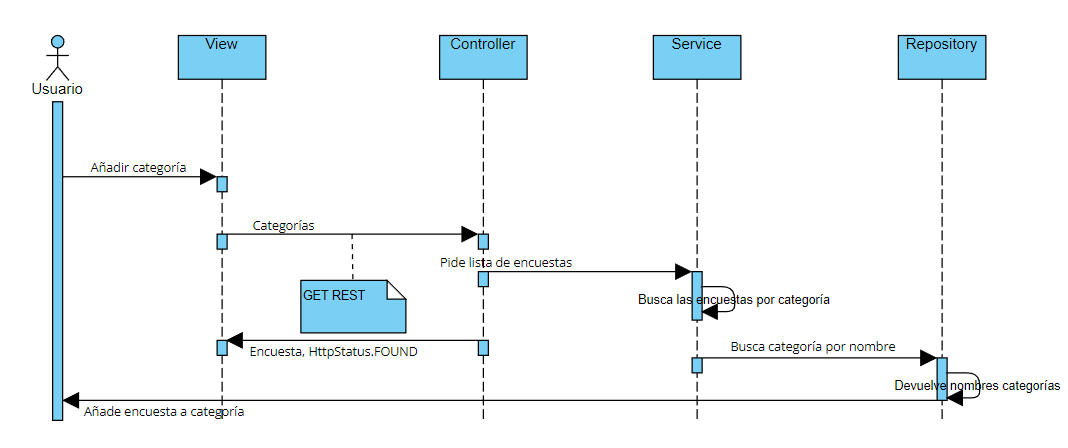 View
Controller
Service
Repository
Usuario
Añadir categoría
Categorías
Pide lista de encuestas
GET REST
Busca las encuestas por categoría
Encuesta, HttpStatus.FOUND
Busca categoría por nombre
Devuelve nombres categorías
Añade encuesta a categoría